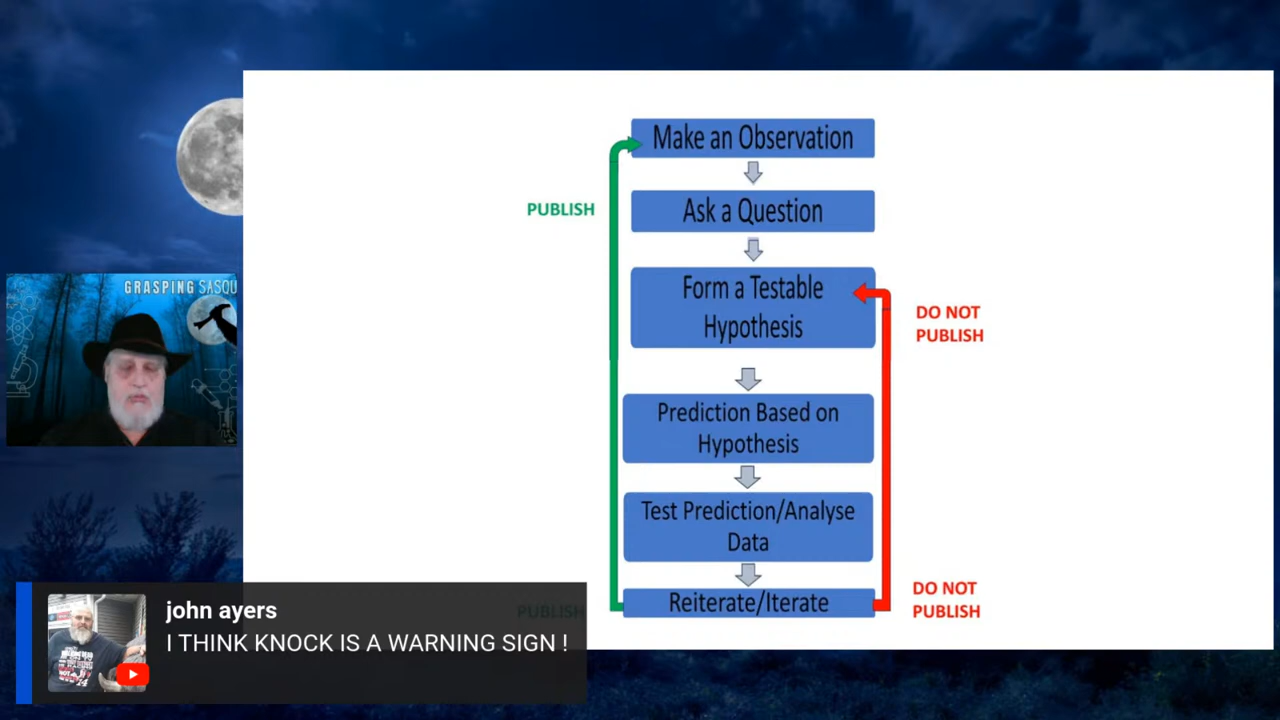 Make an Observation
PUBLISH
Ask a Question
Form a Testable
Hypothesis
DO NOT
PUBLISH
Prediction Based on
Hypothesis
Test Prediction/Analyse
Data
Reiterate/Iterate
DO NOT
PUBLISH
PUBLISH
GRASPING SASQU
john ayers
I THINK KNOCK IS A WARNING SIGN !